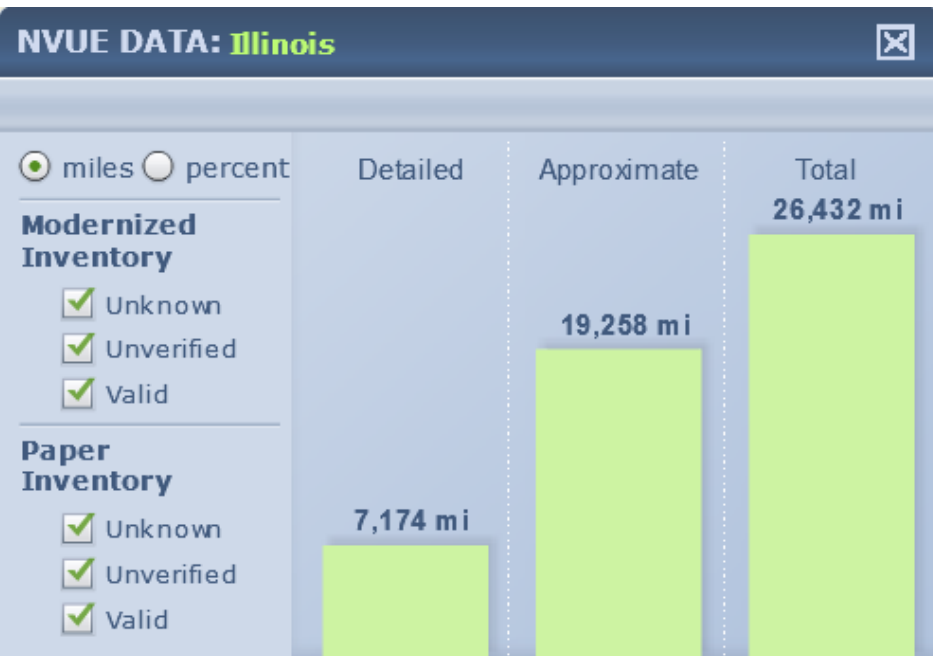 NVUE DATA: Illinois
miles percent
Modernized
Inventory
Unknown
Unverified
Valid
Paper
Inventory
Unknown
Unverified
Valid
Detailed
7,174 mi
Approximate
19,258 mi
Total
26,432 mi